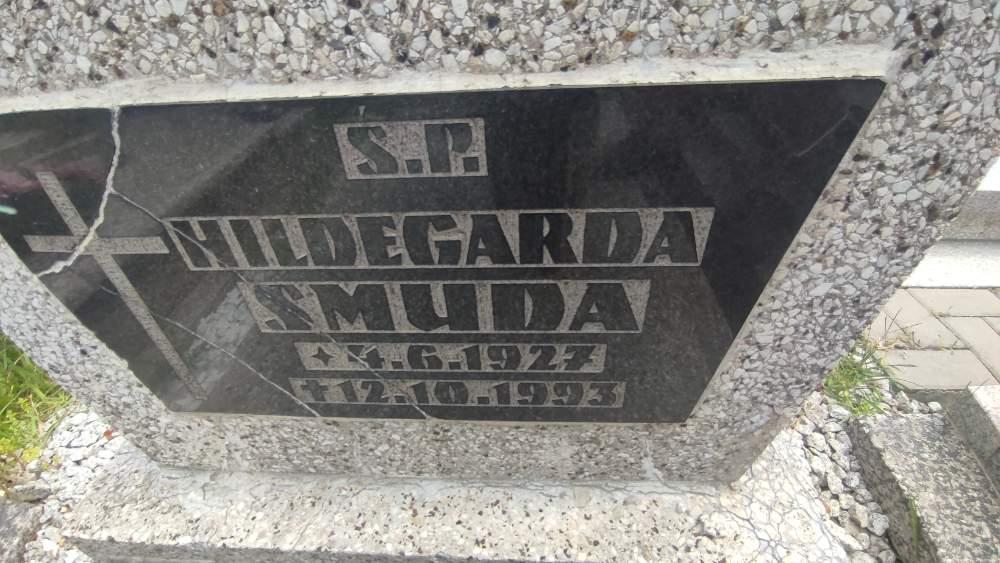 Ś.P.
HILDEGARDA
SMUDA
* 4.6.1927
✝ 12.10.1993